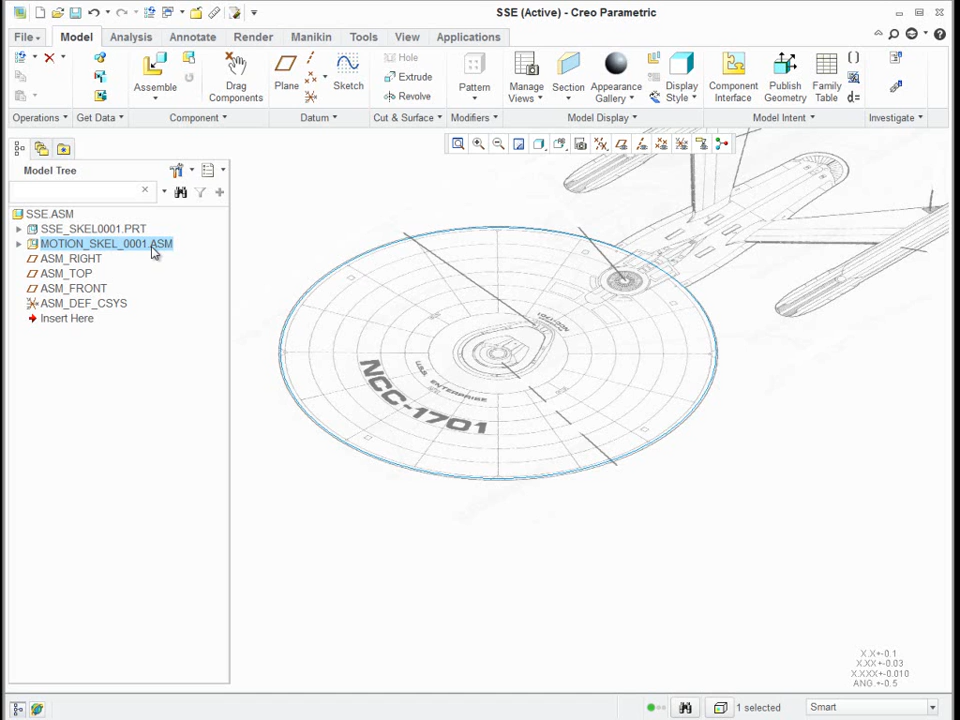 SSE (Active) - Creo Parametric
File Model Analysis Annotate Render Manikin Tools View Applications
Hole
Extrude
Revolve
Assemble
Drag Components
Plane
Sketch
Pattern
Manage Views
Section
Appearance Gallery
Display Style
Component Interface
Publish Geometry
Family Table
d=
Operations Get Data Component Datum Cut & Surface Modifiers Model Display Model Intent Investigate
Model Tree
SSE.ASM
SSE_SKEL0001.PRT
MOTION_SKEL_0001.ASM
ASM_RIGHT
ASM_TOP
ASM_FRONT
ASM_DEF_CSYS
Insert Here
U.S.S. ENTERPRISE
NCC-1701
X.X+-0.1
X.XX+-0.03
X.XXX+-0.010
ANG.+-0.5
1 selected
Smart